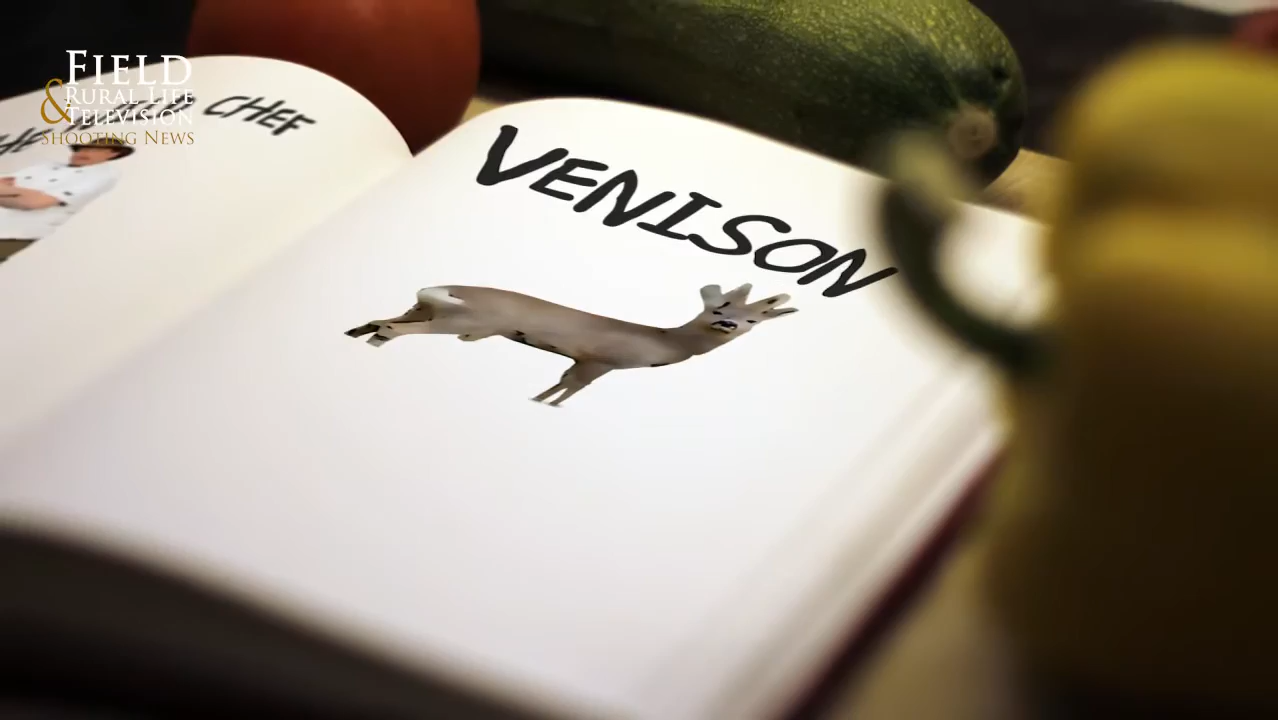 FIELD
& RURAL LIFE
TELEVISION
SHOOTING NEWS
CHEF
VENISON